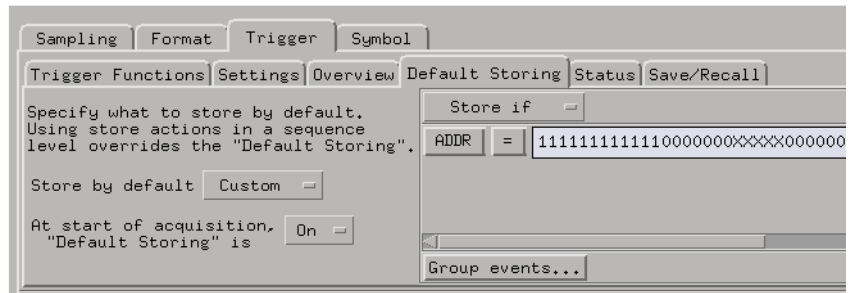 Sampling Format Trigger Symbol
Trigger Functions Settings Overview Default Storing Status Save/Recall
Specify what to store by default.
Using store actions in a sequence
level overrides the "Default Storing".
Store by default Custom
At start of acquisition,
"Default Storing" is On
Store if
ADDR = 1111111111110000000XXXXX000000
Group events...